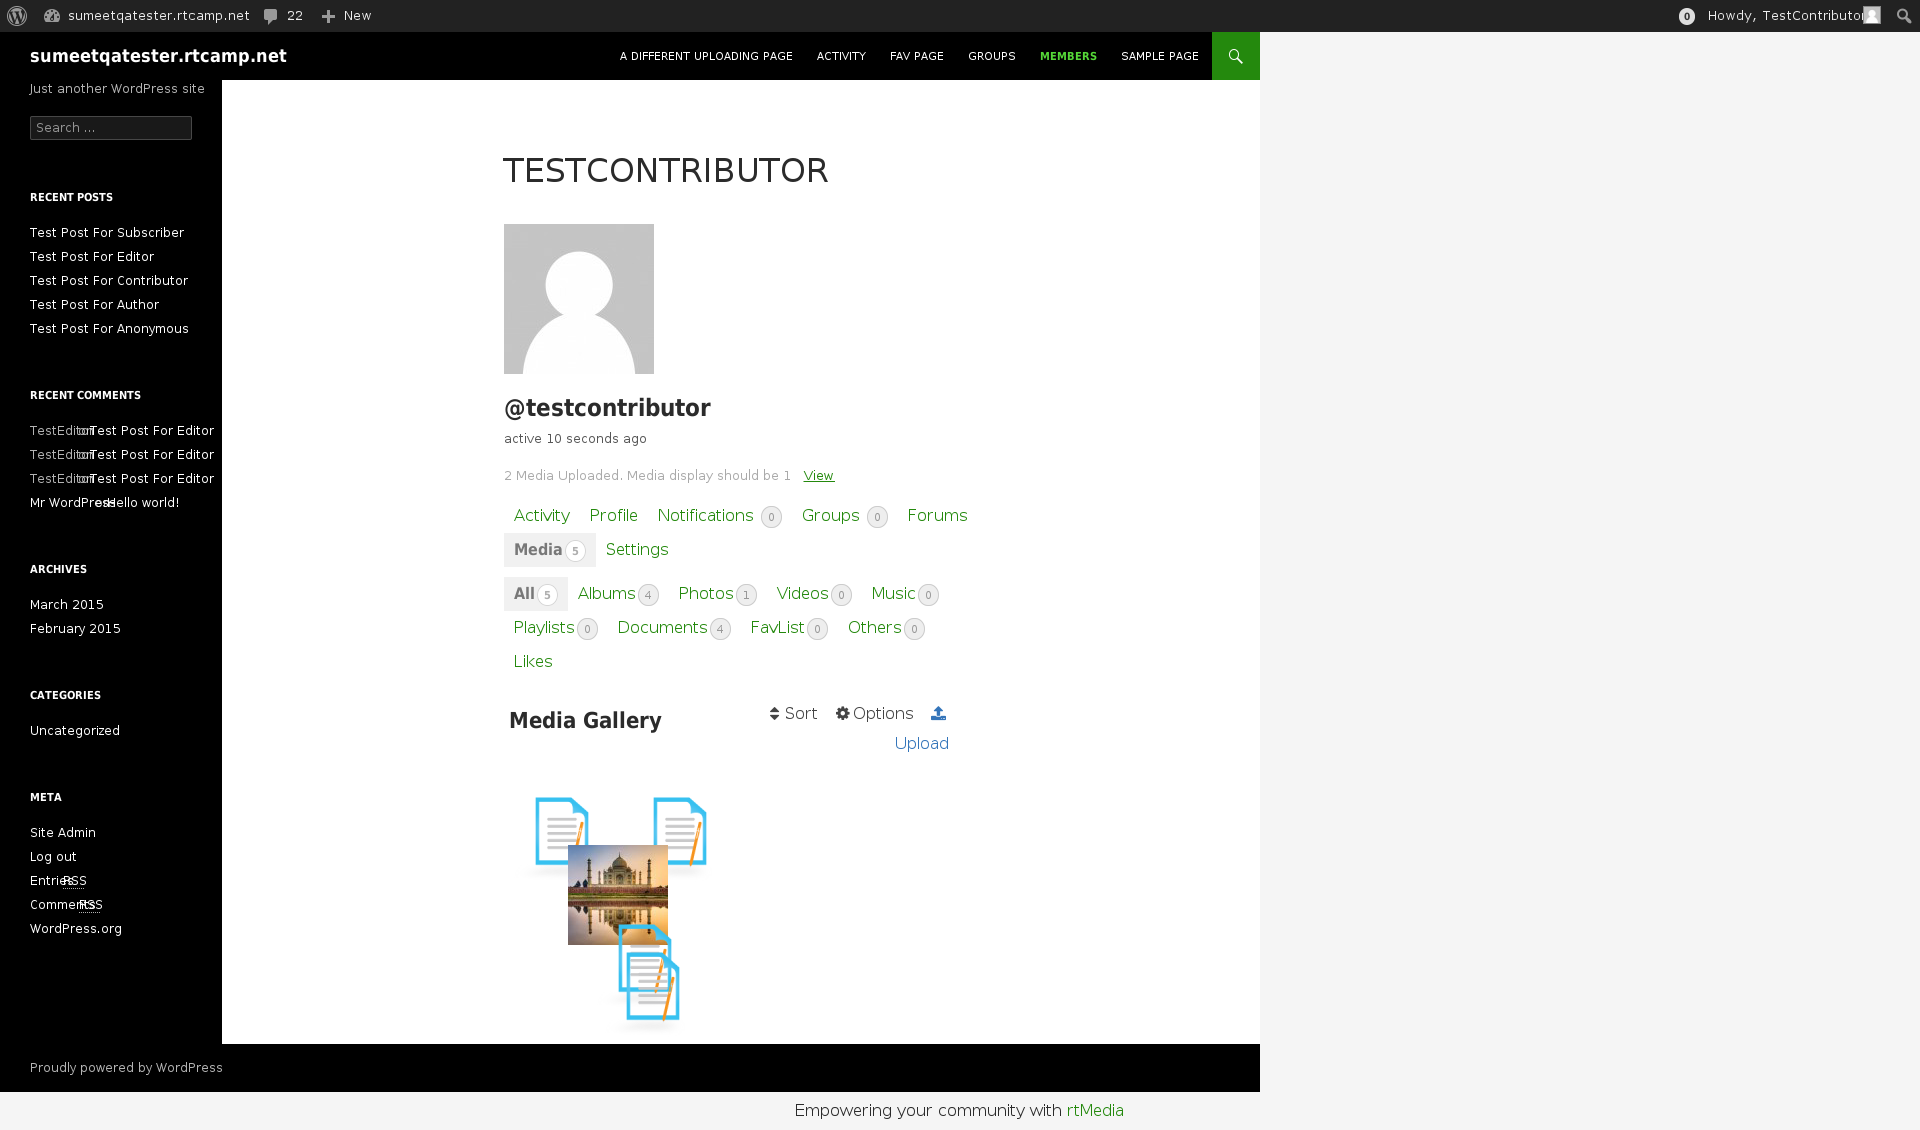 sumeetqatester.rtcamp.net 22 New 0 Howdy, TestContributor
sumeetqatester.rtcamp.net
A DIFFERENT UPLOADING PAGE ACTIVITY FAV PAGE GROUPS MEMBERS SAMPLE PAGE
Just another WordPress site
Search ...
RECENT POSTS
Test Post For Subscriber
Test Post For Editor
Test Post For Contributor
Test Post For Author
Test Post For Anonymous
RECENT COMMENTS
TestEditor on Test Post For Editor
TestEditor on Test Post For Editor
TestEditor on Test Post For Editor
Mr WordPress on Hello world!
ARCHIVES
March 2015
February 2015
CATEGORIES
Uncategorized
META
Site Admin
Log out
Entries RSS
Comments RSS
WordPress.org
TESTCONTRIBUTOR
@testcontributor
active 10 seconds ago
2 Media Uploaded. Media display should be 1 View
Activity Profile Notifications 0 Groups 0 Forums
Media 5 Settings
All 5 Albums 4 Photos 1 Videos 0 Music 0
Playlists 0 Documents 4 FavList 0 Others 0
Likes
Media Gallery
Sort Options
Upload
Proudly powered by WordPress
Empowering your community with rtMedia